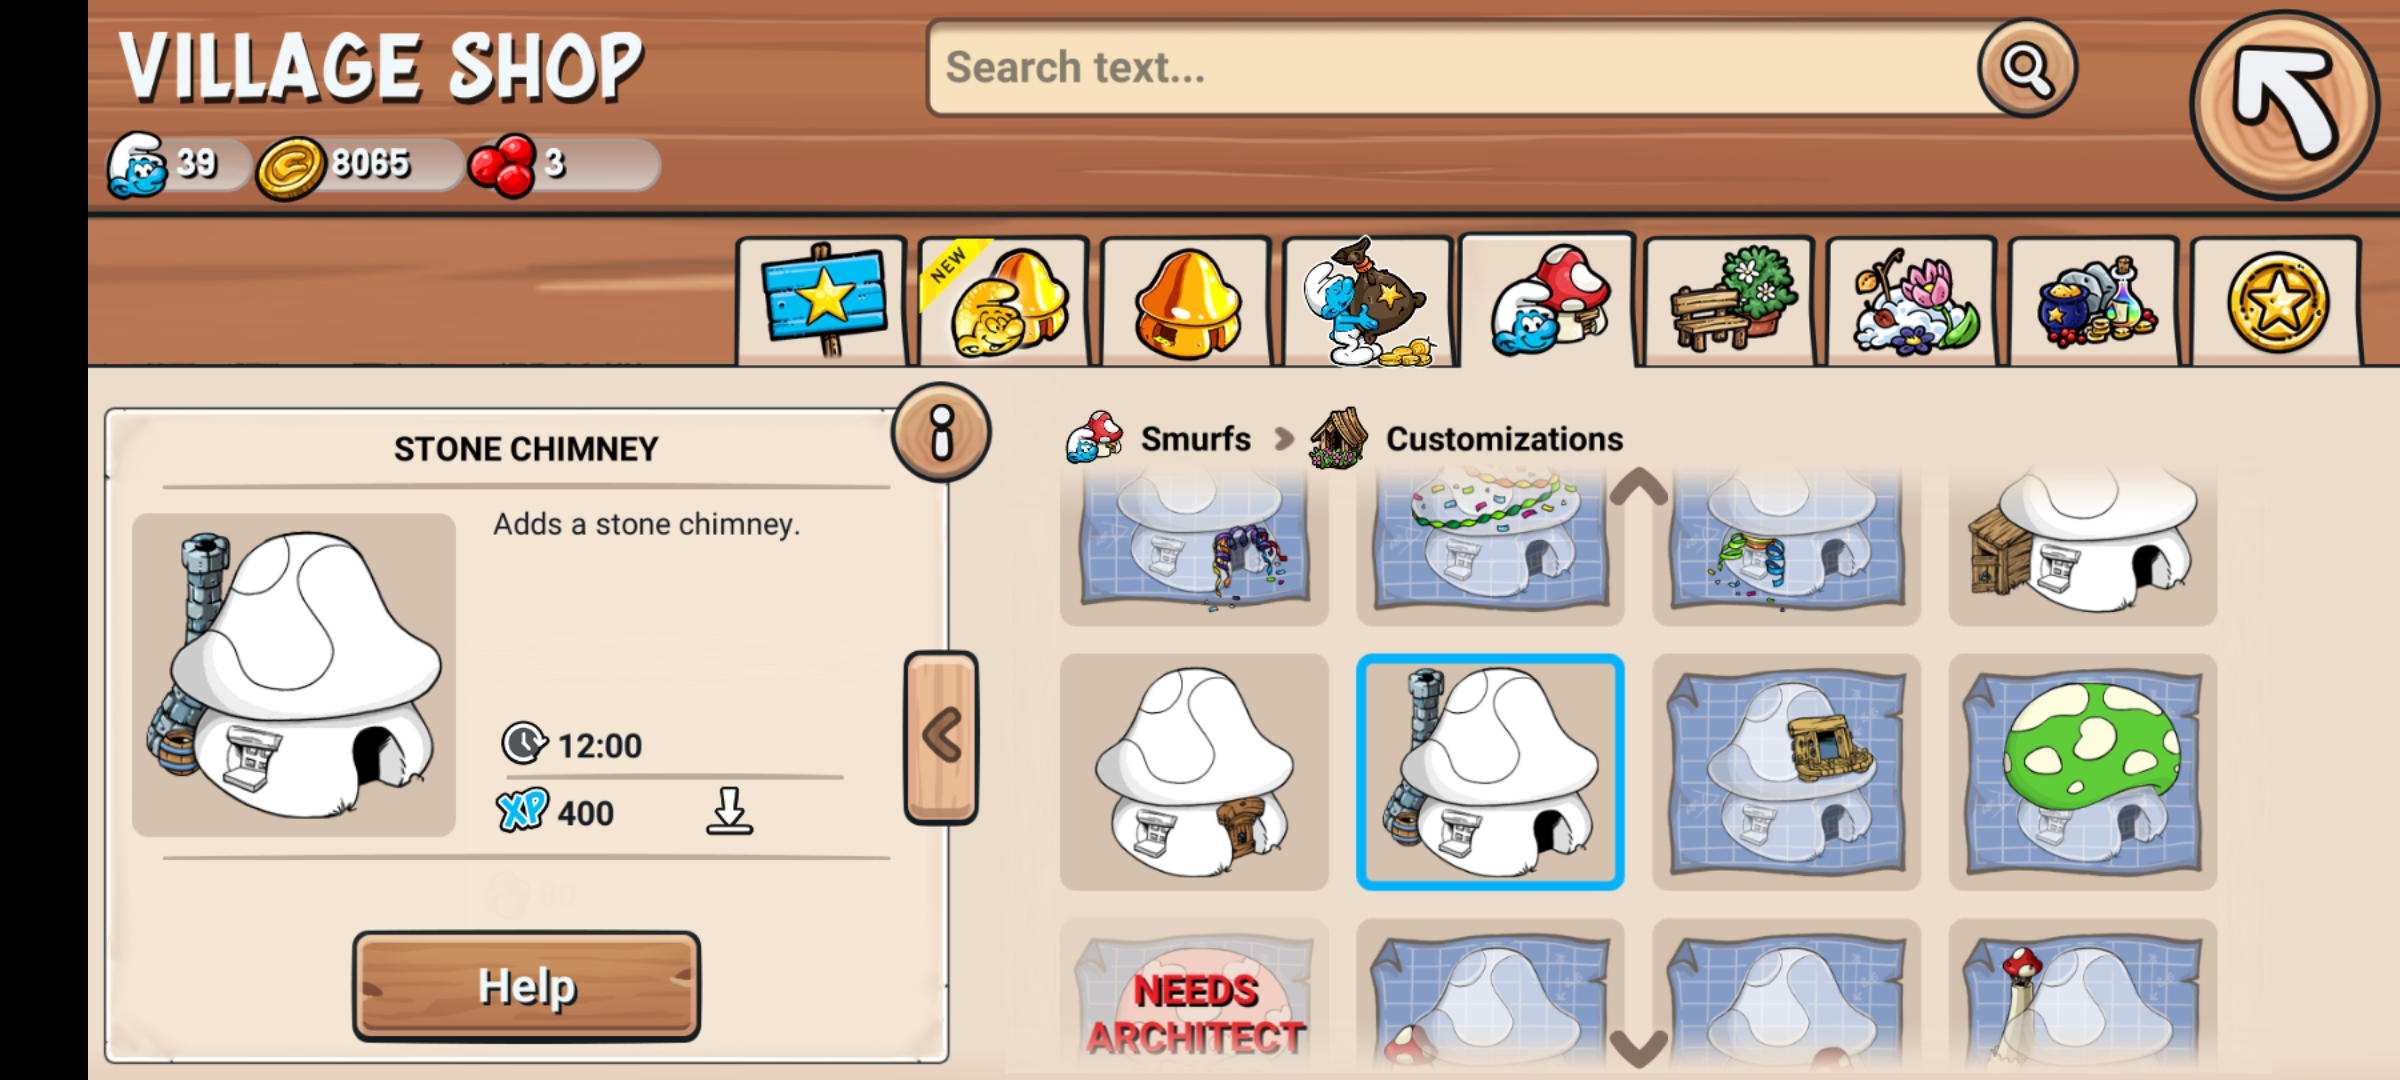 VILLAGE SHOP
Search text...
39
8065
3
NEW
STONE CHIMNEY
Adds a stone chimney.
12:00
XP 400
Help
Smurfs
Customizations
NEEDS
ARCHITECT